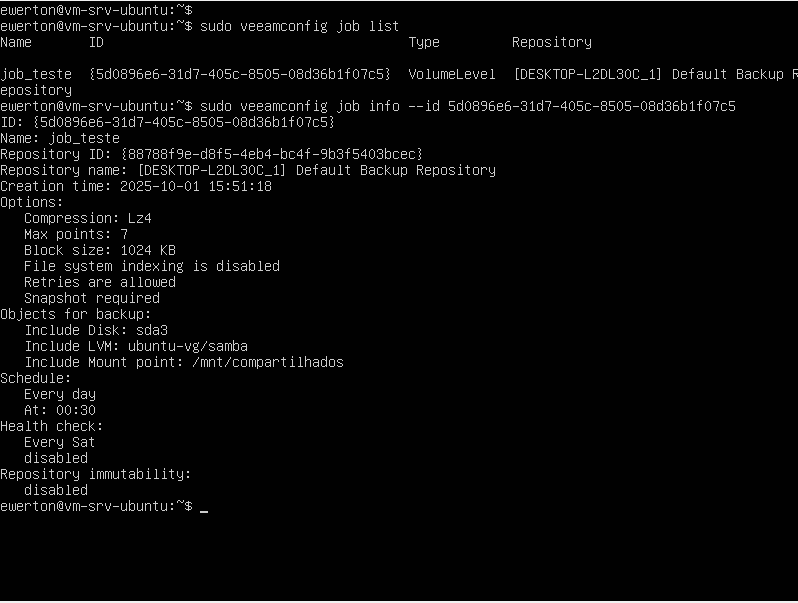 ewerton@vm-srv-ubuntu:~$
ewerton@vm-srv-ubuntu:~$ sudo veeamconfig job list
Name       ID                                      Type        Repository
job_teste  {5d0896e6-31d7-405c-8505-08d36b1f07c5}  VolumeLevel  [DESKTOP-L2DL30C_1] Default Backup R
epository
ewerton@vm-srv-ubuntu:~$ sudo veeamconfig job info --id 5d0896e6-31d7-405c-8505-08d36b1f07c5
ID: {5d0896e6-31d7-405c-8505-08d36b1f07c5}
Name: job_teste
Repository ID: {88788f9e-d8f5-4eb4-bc4f-9b3f5403bcec}
Repository name: [DESKTOP-L2DL30C_1] Default Backup Repository
Creation time: 2025-10-01 15:51:18
Options:
   Compression: Lz4
   Max points: 7
   Block size: 1024 KB
   File system indexing is disabled
   Retries are allowed
   Snapshot required
Objects for backup:
   Include Disk: sda3
   Include LVM: ubuntu-vg/samba
   Include Mount point: /mnt/compartilhados
Schedule:
   Every day
   At: 00:30
Health check:
   Every Sat
   disabled
Repository immutability:
   disabled
ewerton@vm-srv-ubuntu:~$ _